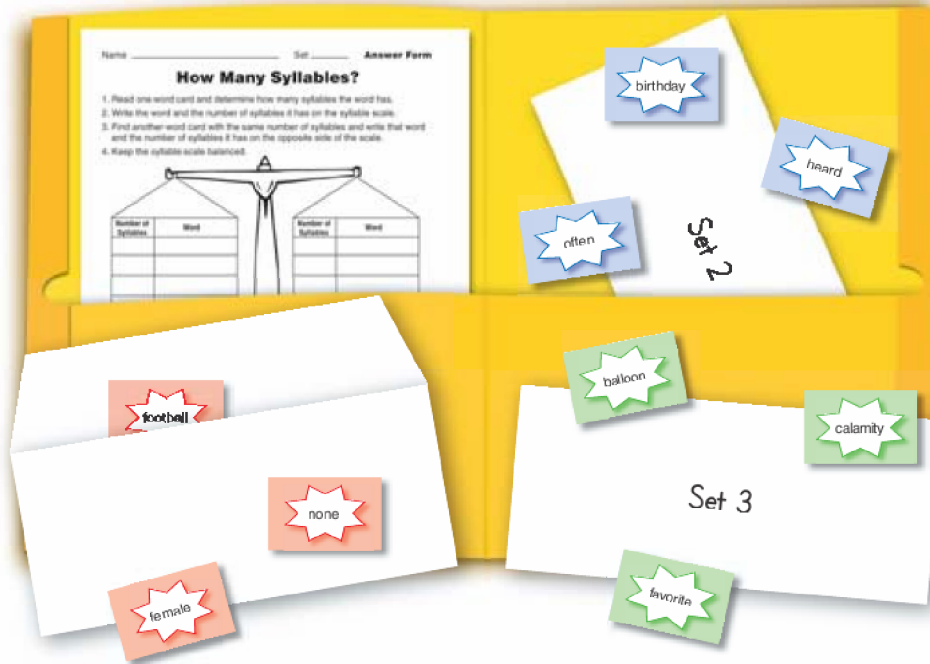 Name Set Answer Form
How Many Syllables?
1. Read one word card and determine how many syllables the word has.
2. Write the word and the number of syllables it has on the syllable scale.
3. Find another word card with the same number of syllables and write that word
and the number of syllables it has on the opposite side of the scale.
4. Keep the syllable scale balanced.
Number of
Syllables
Word
Number of
Syllables
Word
birthday
heard
often
Set 2
football
none
female
balloon
calamity
Set 3
favorite